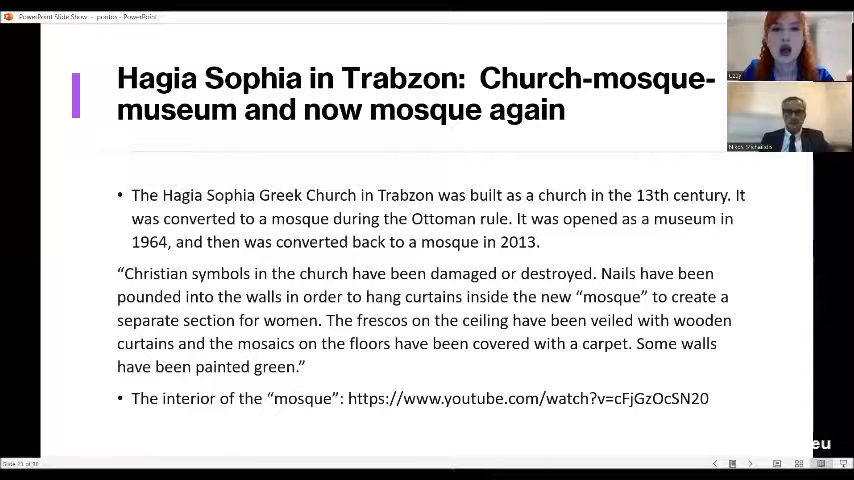 PowerPoint Slide Show - pontos - PowerPoint
Hagia Sophia in Trabzon: Church-mosque-
museum and now mosque again
Uzay
Nikos Michailidis
• The Hagia Sophia Greek Church in Trabzon was built as a church in the 13th century. It
was converted to a mosque during the Ottoman rule. It was opened as a museum in
1964, and then was converted back to a mosque in 2013.
“Christian symbols in the church have been damaged or destroyed. Nails have been
pounded into the walls in order to hang curtains inside the new “mosque” to create a
separate section for women. The frescos on the ceiling have been veiled with wooden
curtains and the mosaics on the floors have been covered with a carpet. Some walls
have been painted green.”
• The interior of the “mosque”: https://www.youtube.com/watch?v=cFjGzOcSN20
eu